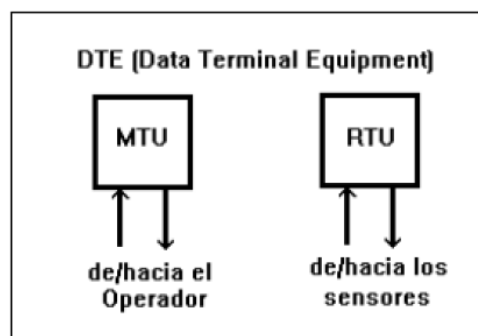 DTE (Data Terminal Equipment)
MTU
RTU
de/hacia el
Operador
de/hacia los
sensores